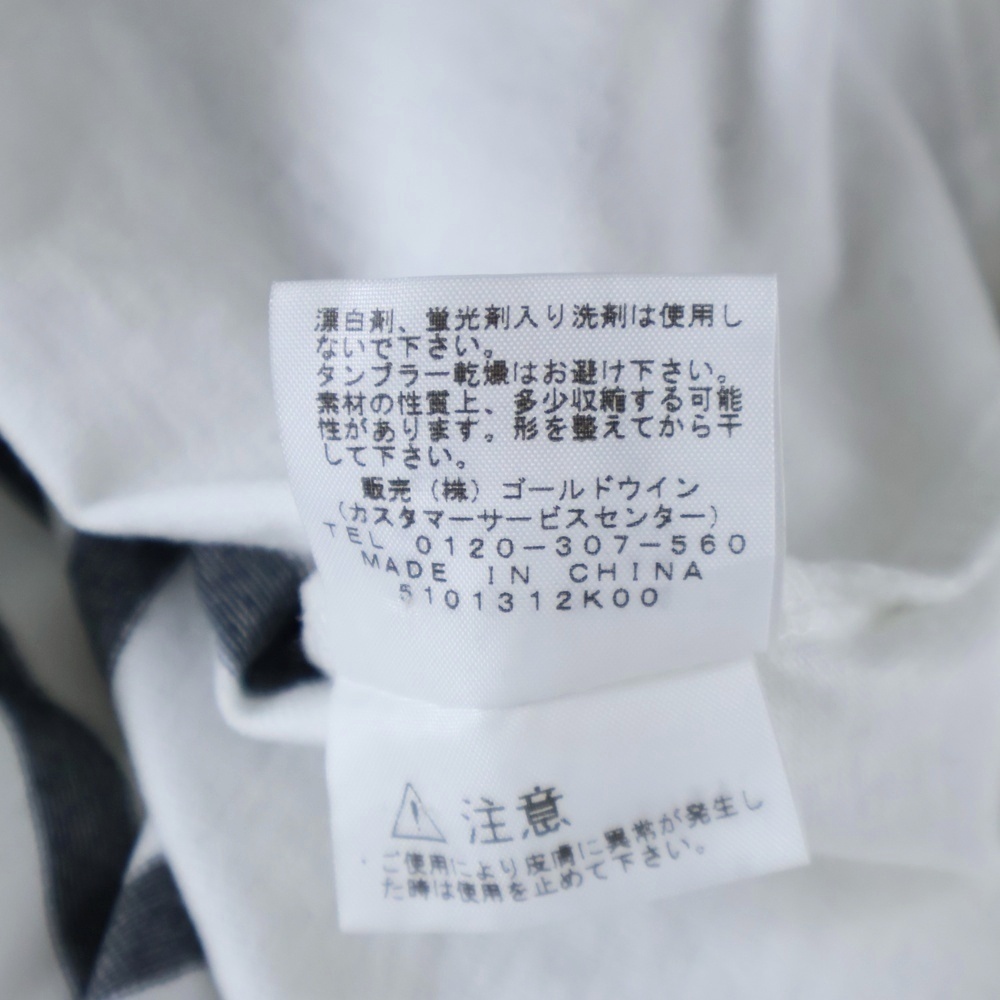 漂白剤、蛍光剤入り洗剤は使用し
ないで下さい。
タンブラー乾燥はお避け下さい。
素材の性質上、多少収縮する可能
性があります。形を整えてから干
して下さい。
販売（株）ゴールドウイン
（カスタマーサービスセンター）
TEL 0120-307-560
MADE IN CHINA
5101312K00
注意
ご使用により皮膚に異常が発生し
た時は使用を止めて下さい。